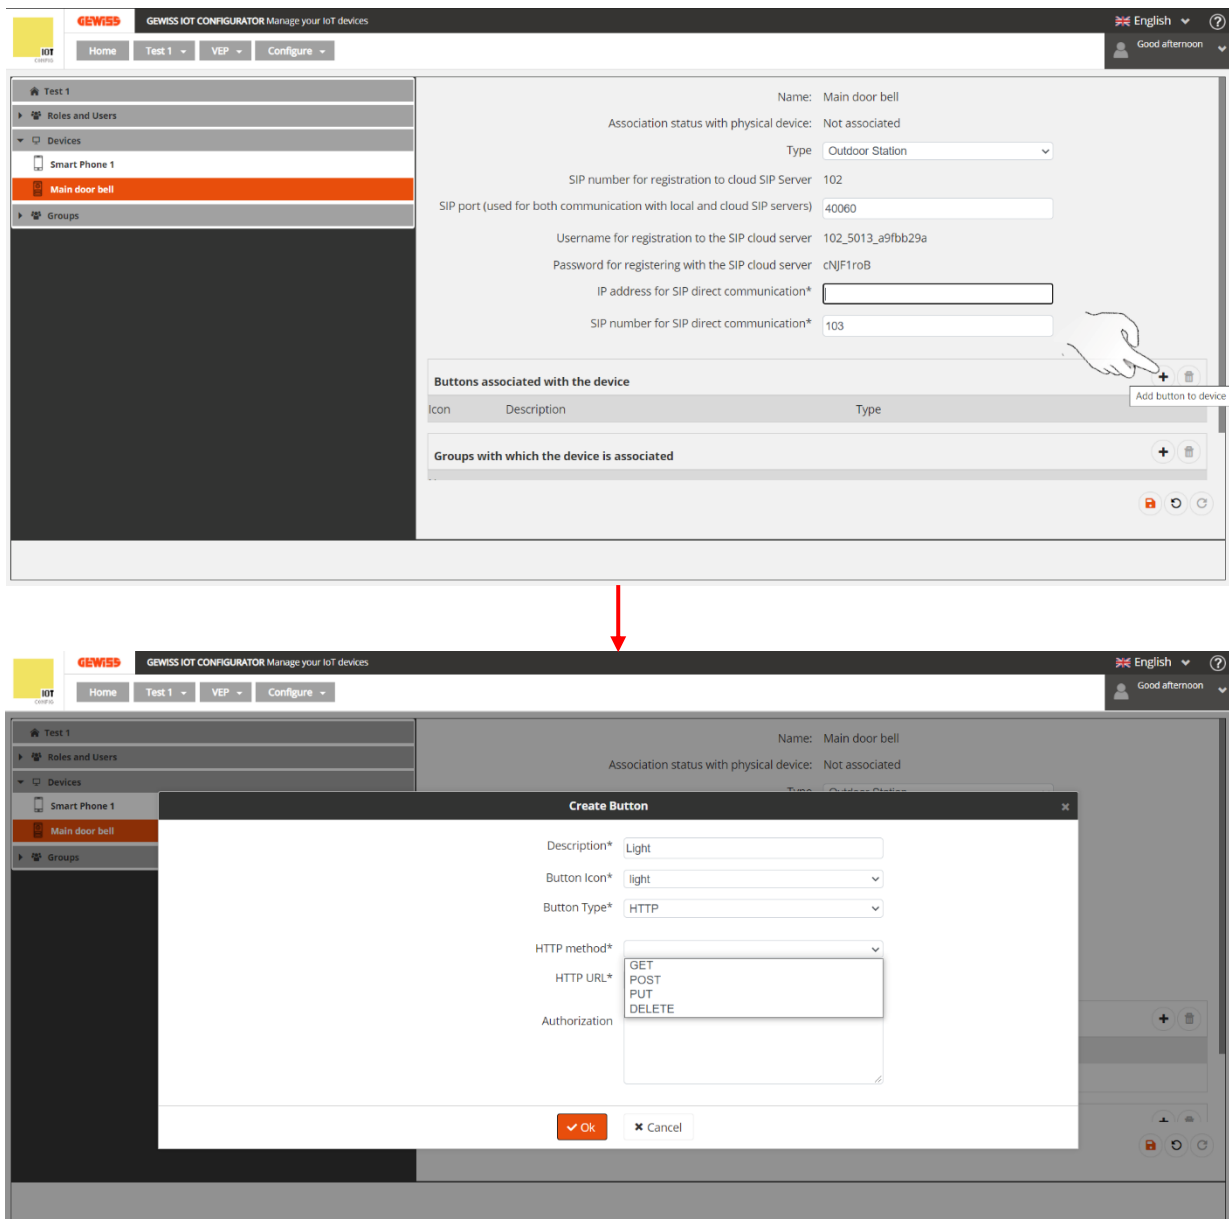 GEWISS GEWISS IOT CONFIGURATOR Manage your IoT devices English ?
IOT CONFIG Home Test 1 VEP Configure Good afternoon
Test 1
Roles and Users
Devices
Smart Phone 1
Main door bell
Groups
Name: Main door bell
Association status with physical device: Not associated
Type Outdoor Station
SIP number for registration to cloud SIP Server 102
SIP port (used for both communication with local and cloud SIP servers) 40060
Username for registration to the SIP cloud server 102_5013_a9fbb29a
Password for registering with the SIP cloud server cNJF1roB
IP address for SIP direct communication*
SIP number for SIP direct communication* 103
Buttons associated with the device
Add button to device
Icon Description Type
Groups with which the device is associated
GEWISS GEWISS IOT CONFIGURATOR Manage your IoT devices English ?
IOT CONFIG Home Test 1 VEP Configure Good afternoon
Test 1
Roles and Users
Devices
Smart Phone 1
Main door bell
Groups
Name: Main door bell
Association status with physical device: Not associated
Type Outdoor Station
Create Button
Description* Light
Button Icon* light
Button Type* HTTP
HTTP method*
GET
HTTP URL* POST
PUT
DELETE
Authorization
Ok Cancel